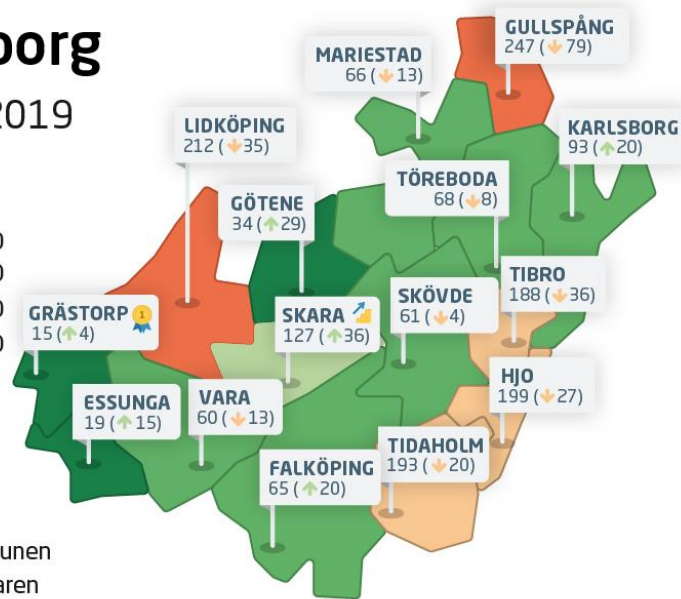 borg
2019
GULLSPÅNG
247 (↓79)
MARIESTAD
66 (↓13)
LIDKÖPING
212 (↓35)
KARLSBORG
93 (↑20)
TÖREBODA
68 (↓8)
GÖTENE
34 (↑29)
TIBRO
188 (↓36)
SKÖVDE
61 (↓4)
GRÄSTORP 1
15 (↑4)
SKARA
127 (↑36)
HJO
199 (↓27)
ESSUNGA
19 (↑15)
VARA
60 (↓13)
TIDAHOLM
193 (↓20)
FALKÖPING
65 (↑20)
unen
aren